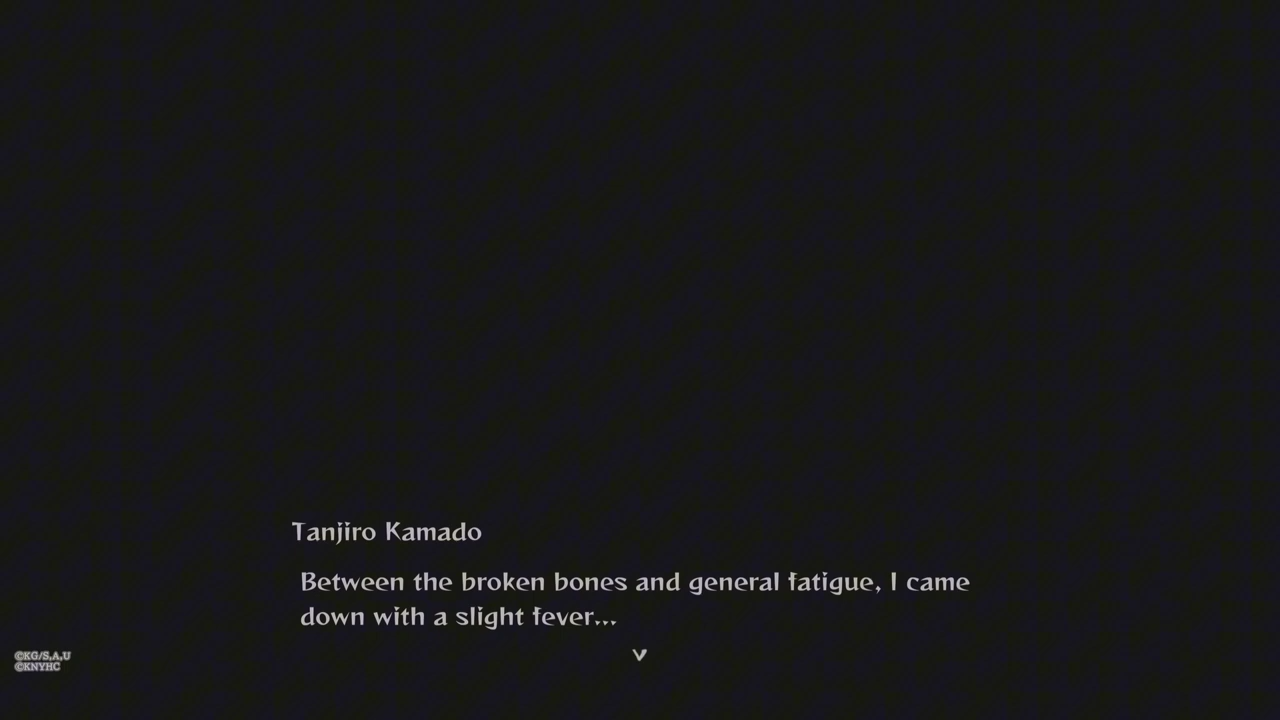 Tanjiro Kamado
Between the broken bones and general fatigue, I came
down with a slight fever...
©KG/S,A,U
©KNYHC